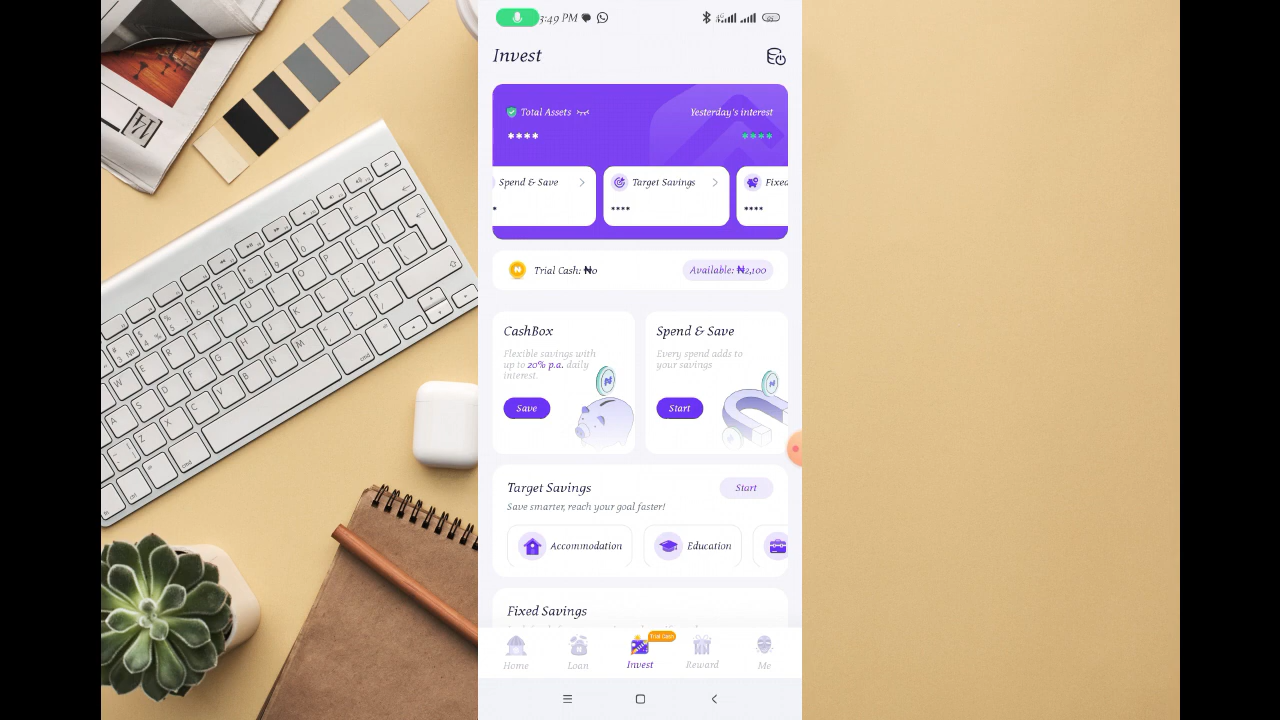 3:49 PM
Invest
Total Assets
Yesterday's interest
****
****
Spend & Save
Target Savings
Fixed
*
****
****
Trial Cash: ₦0
Available: ₦2,100
CashBox
Flexible savings with
up to 20% p.a. daily
interest.
Save
Spend & Save
Every spend adds to
your savings
Start
Target Savings
Start
Save smarter, reach your goal faster!
Accommodation
Education
Fixed Savings
Trial Cash
Home
Loan
Invest
Reward
Me